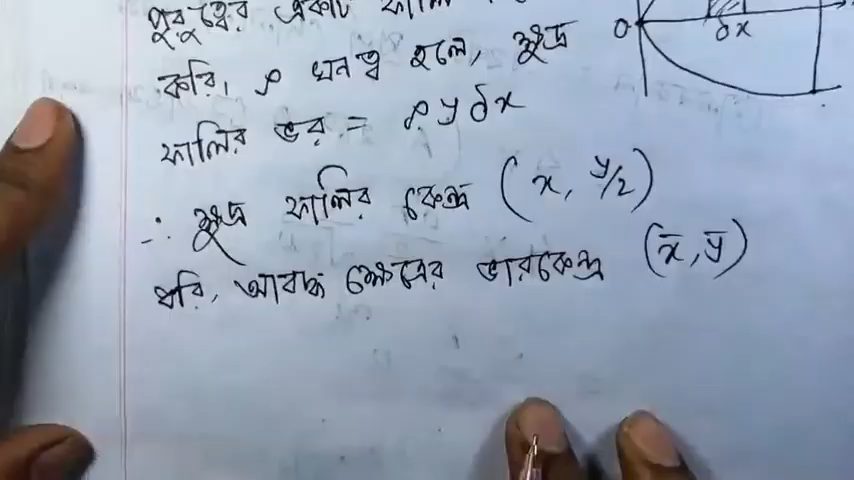 পুরুত্বের একটি ফালি
করি। ρ ঘনত্ব হলে, ক্ষুদ্র
ফালির ভর = ρ y δx
∴ ক্ষুদ্র ফালির কেন্দ্র (x, y/2)
ধরি, আবদ্ধ ক্ষেত্রের ভারকেন্দ্র (x̄, ȳ)
O
δx